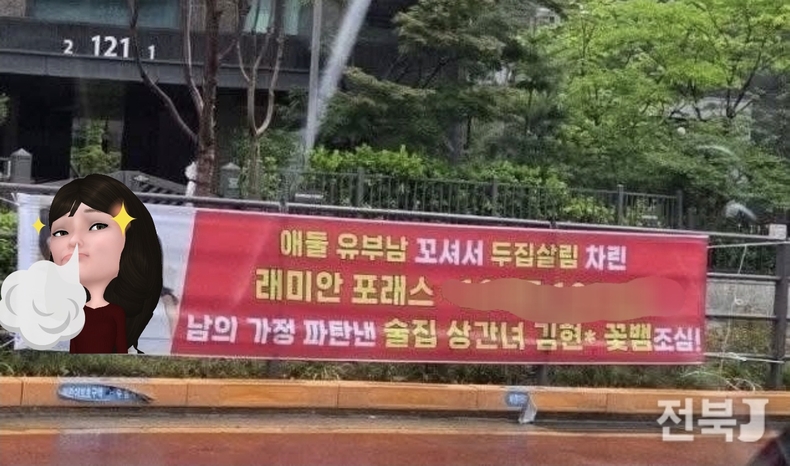 2 121 1
애둘 유부남 꼬셔서 두집살림 차린
래미안 포래스
남의 가정 파탄낸 술집 상간녀 김현* 꽃뱀조심!
전북J